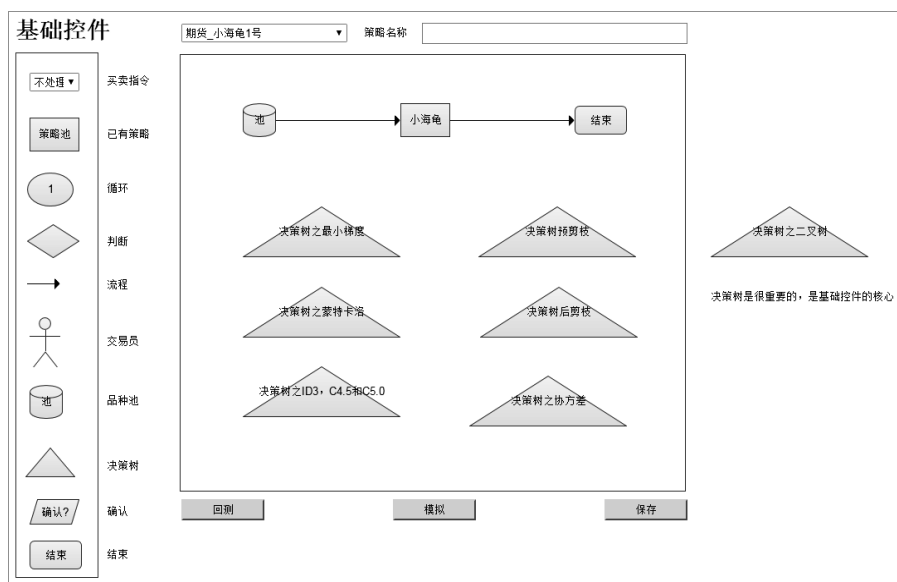 基础控件
期货_小海龟1号
策略名称
不处理
买卖指令
策略池
已有策略
1
循环
判断
流程
交易员
池
品种池
决策树
确认?
确认
结束
结束
池
小海龟
结束
决策树之最小梯度
决策树预剪枝
决策树之二叉树
决策树是很重要的，是基础控件的核心
决策树之蒙特卡洛
决策树后剪枝
决策树之ID3，C4.5和C5.0
决策树之协方差
回测
模拟
保存